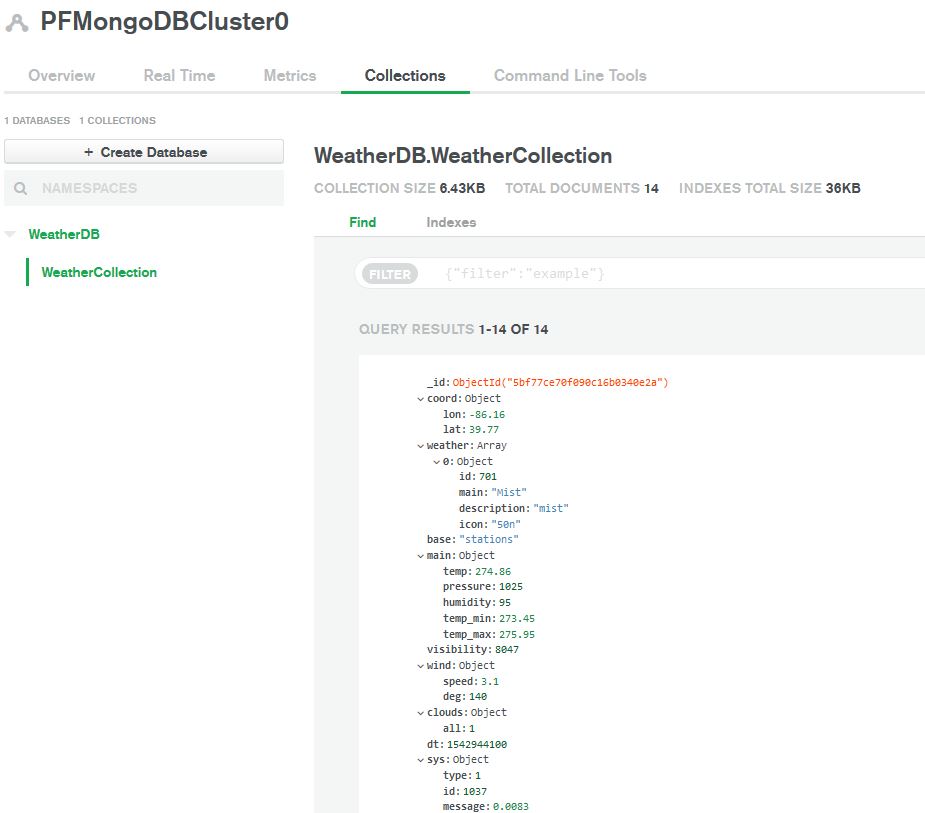 PFMongoDBCluster0
Overview Real Time Metrics Collections Command Line Tools
1 DATABASES 1 COLLECTIONS
+ Create Database
NAMESPACES
WeatherDB
WeatherCollection
WeatherDB.WeatherCollection
COLLECTION SIZE 6.43KB TOTAL DOCUMENTS 14 INDEXES TOTAL SIZE 36KB
Find Indexes
FILTER {"filter":"example"}
QUERY RESULTS 1-14 OF 14
_id: ObjectId("5bf77ce70f090c16b0340e2a")
coord: Object
lon: -86.16
lat: 39.77
weather: Array
0: Object
id: 701
main: "Mist"
description: "mist"
icon: "50n"
base: "stations"
main: Object
temp: 274.86
pressure: 1025
humidity: 95
temp_min: 273.45
temp_max: 275.95
visibility: 8047
wind: Object
speed: 3.1
deg: 140
clouds: Object
all: 1
dt: 1542944100
sys: Object
type: 1
id: 1037
message: 0.0083